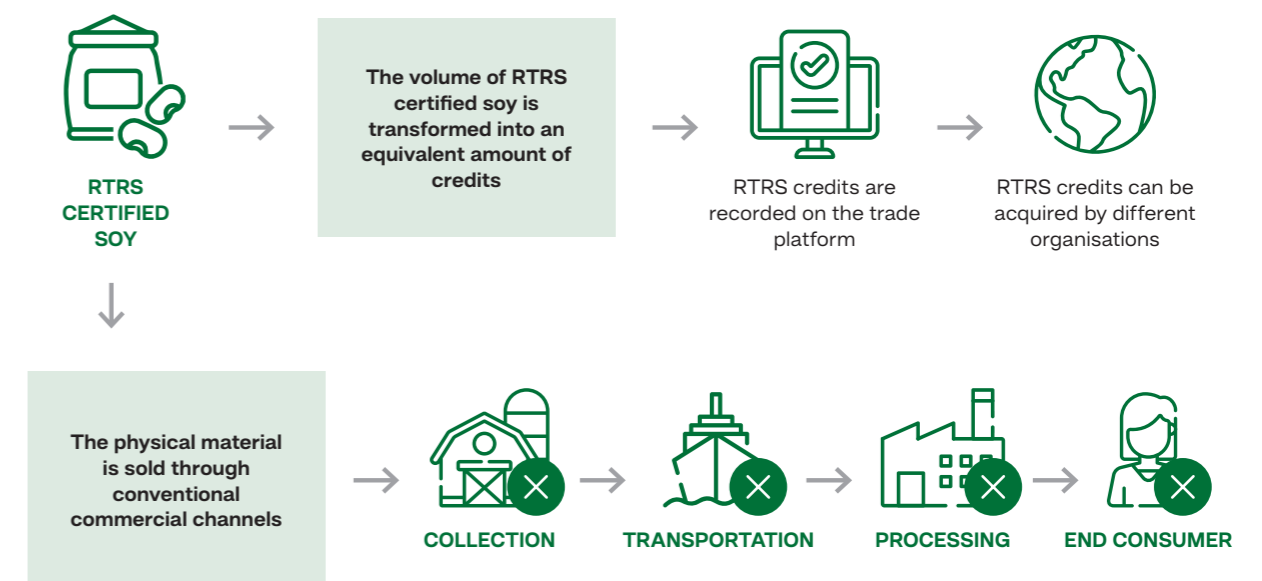 RTRS
CERTIFIED
SOY
The volume of RTRS
certified soy is
transformed into an
equivalent amount of
credits
RTRS credits are
recorded on the trade
platform
RTRS credits can be
acquired by different
organisations
The physical material
is sold through
conventional
commercial channels
COLLECTION
TRANSPORTATION
PROCESSING
END CONSUMER